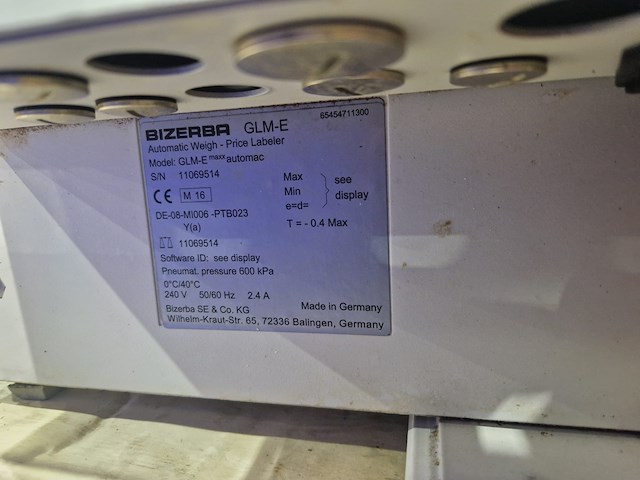 65454711300
BIZERBA GLM-E
Automatic Weigh - Price Labeler
Model: GLM-E maxx automac
S/N 11069514
Max
Min
e=d=
see
display
CE M 16
DE-08-MI006 -PTB023
T = - 0.4 Max
Y(a)
11069514
Software ID: see display
Pneumat. pressure 600 kPa
0°C/40°C
240 V 50/60 Hz 2.4 A
Made in Germany
Bizerba SE & Co. KG
Wilhelm-Kraut-Str. 65, 72336 Balingen, Germany